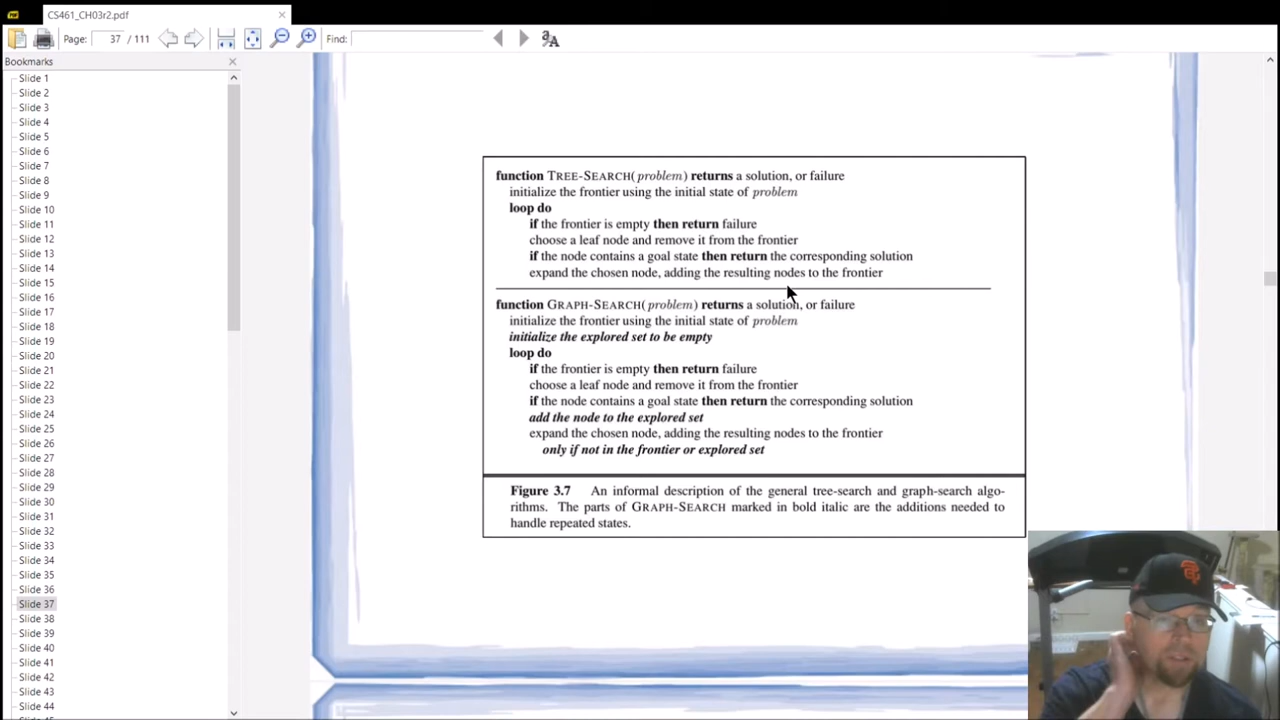 CS461_CH03r2.pdf
Page: 37 / 111
Find:
Bookmarks
Slide 1
Slide 2
Slide 3
Slide 4
Slide 5
Slide 6
Slide 7
Slide 8
Slide 9
Slide 10
Slide 11
Slide 12
Slide 13
Slide 14
Slide 15
Slide 16
Slide 17
Slide 18
Slide 19
Slide 20
Slide 21
Slide 22
Slide 23
Slide 24
Slide 25
Slide 26
Slide 27
Slide 28
Slide 29
Slide 30
Slide 31
Slide 32
Slide 33
Slide 34
Slide 35
Slide 36
Slide 37
Slide 38
Slide 39
Slide 40
Slide 41
Slide 42
Slide 43
Slide 44
function TREE-SEARCH(problem) returns a solution, or failure
initialize the frontier using the initial state of problem
loop do
if the frontier is empty then return failure
choose a leaf node and remove it from the frontier
if the node contains a goal state then return the corresponding solution
expand the chosen node, adding the resulting nodes to the frontier
function GRAPH-SEARCH(problem) returns a solution, or failure
initialize the frontier using the initial state of problem
initialize the explored set to be empty
loop do
if the frontier is empty then return failure
choose a leaf node and remove it from the frontier
if the node contains a goal state then return the corresponding solution
add the node to the explored set
expand the chosen node, adding the resulting nodes to the frontier
only if not in the frontier or explored set
Figure 3.7 An informal description of the general tree-search and graph-search algo-
rithms. The parts of GRAPH-SEARCH marked in bold italic are the additions needed to
handle repeated states.